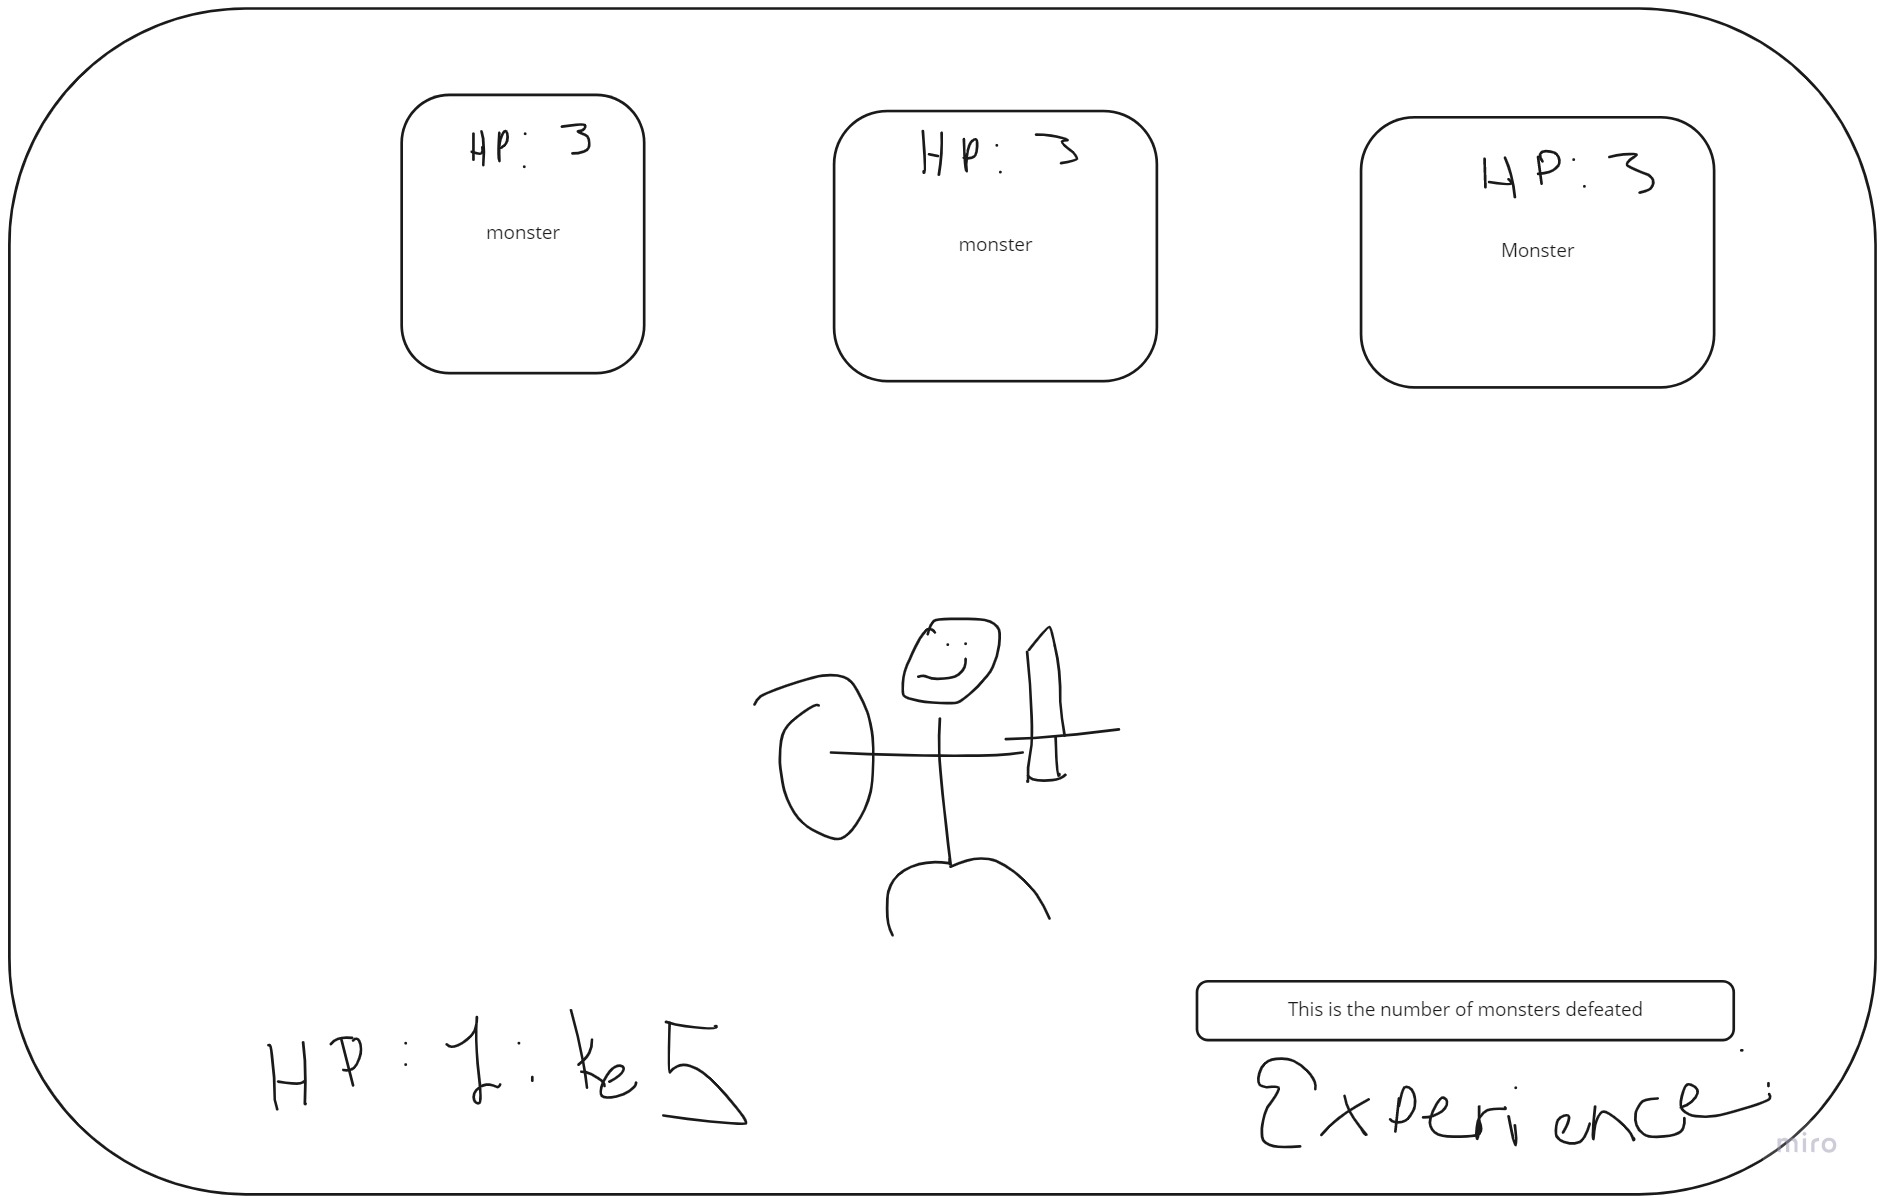 HP: 3
monster
HP: 3
monster
HP: 3
Monster
This is the number of monsters defeated
HP: like 5
Experience:
miro